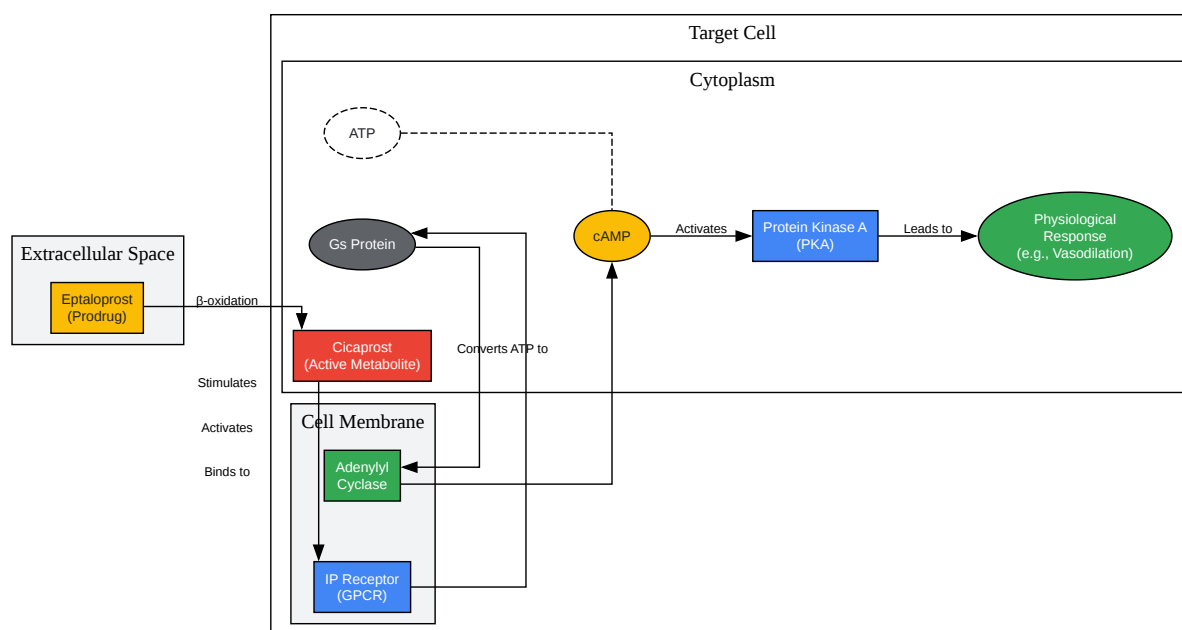 Target Cell
Cytoplasm
ATP
Gs Protein
cAMP
Activates
Protein Kinase A
(PKA)
Leads to
Physiological
Response
(e.g., Vasodilation)
Extracellular Space
Eptaloprost
(Prodrug)
β-oxidation
Cicaprost
(Active Metabolite)
Converts ATP to
Stimulates
Activates
Binds to
Cell Membrane
Adenylyl
Cyclase
IP Receptor
(GPCR)